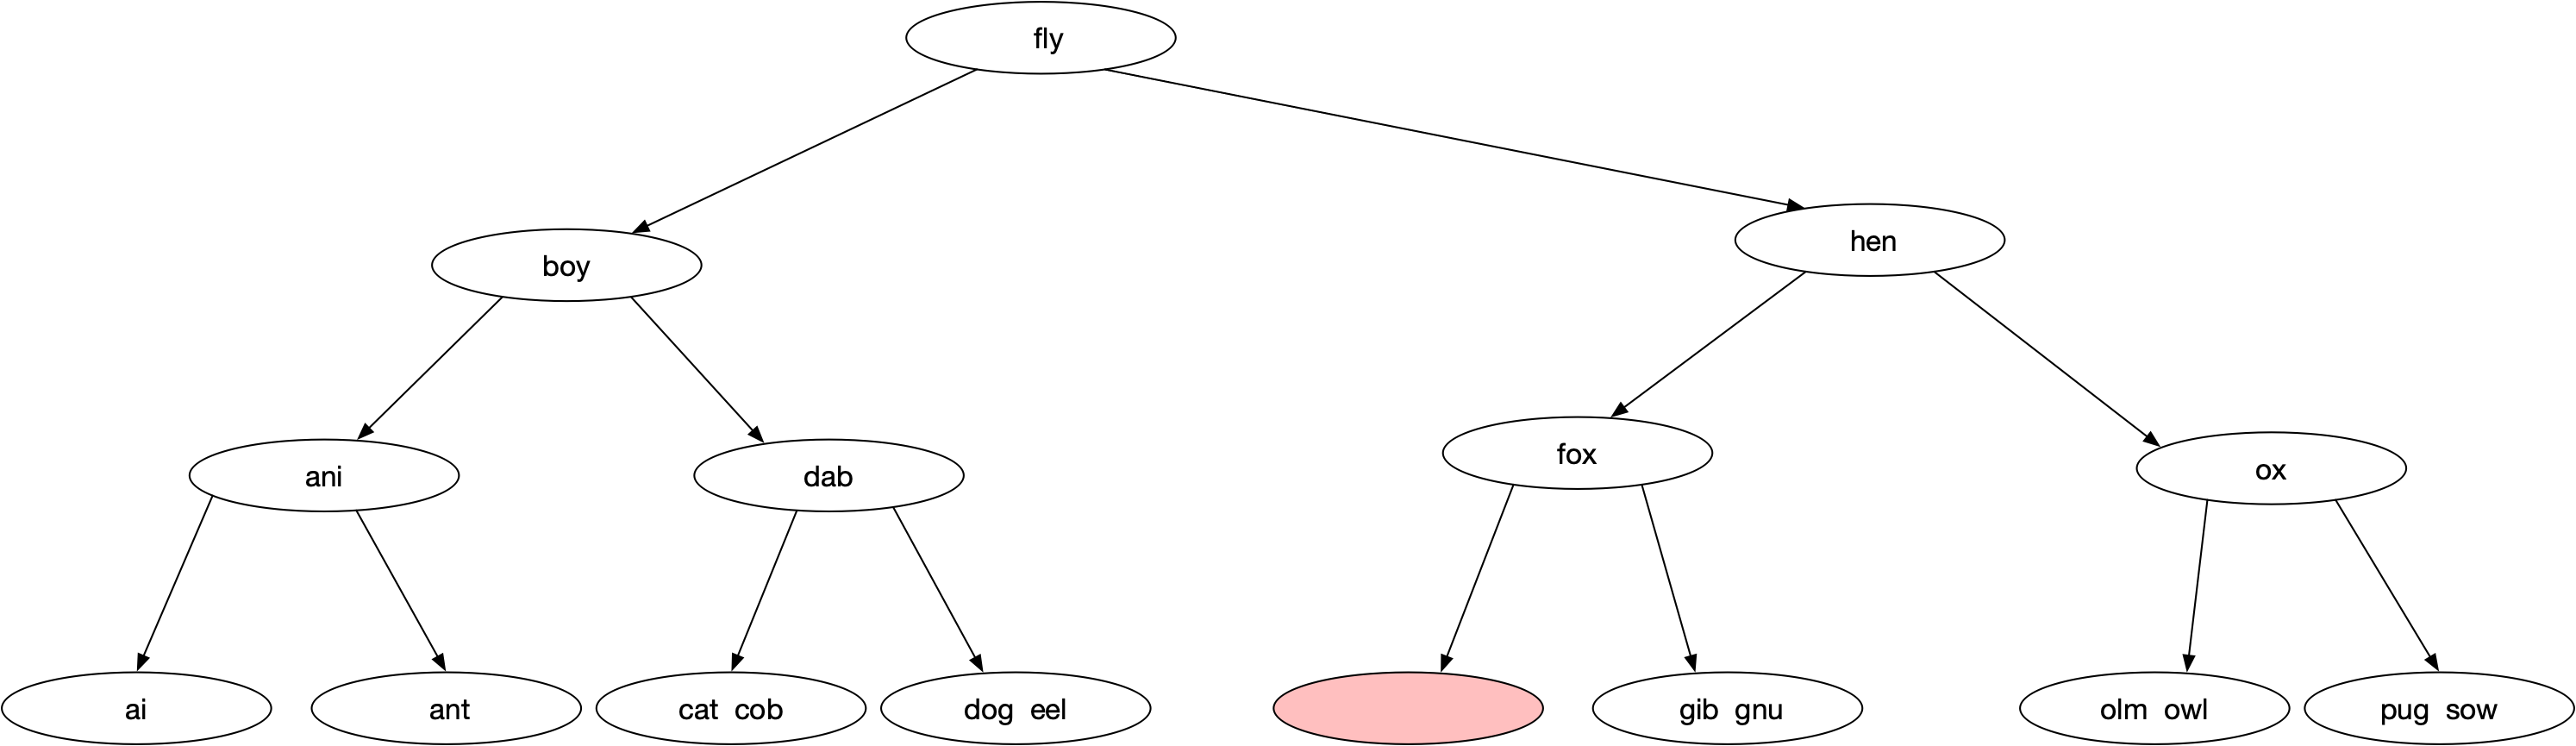 fly
boy
hen
ani
dab
fox
ox
ai
ant
cat cob
dog eel
gib gnu
olm owl
pug sow